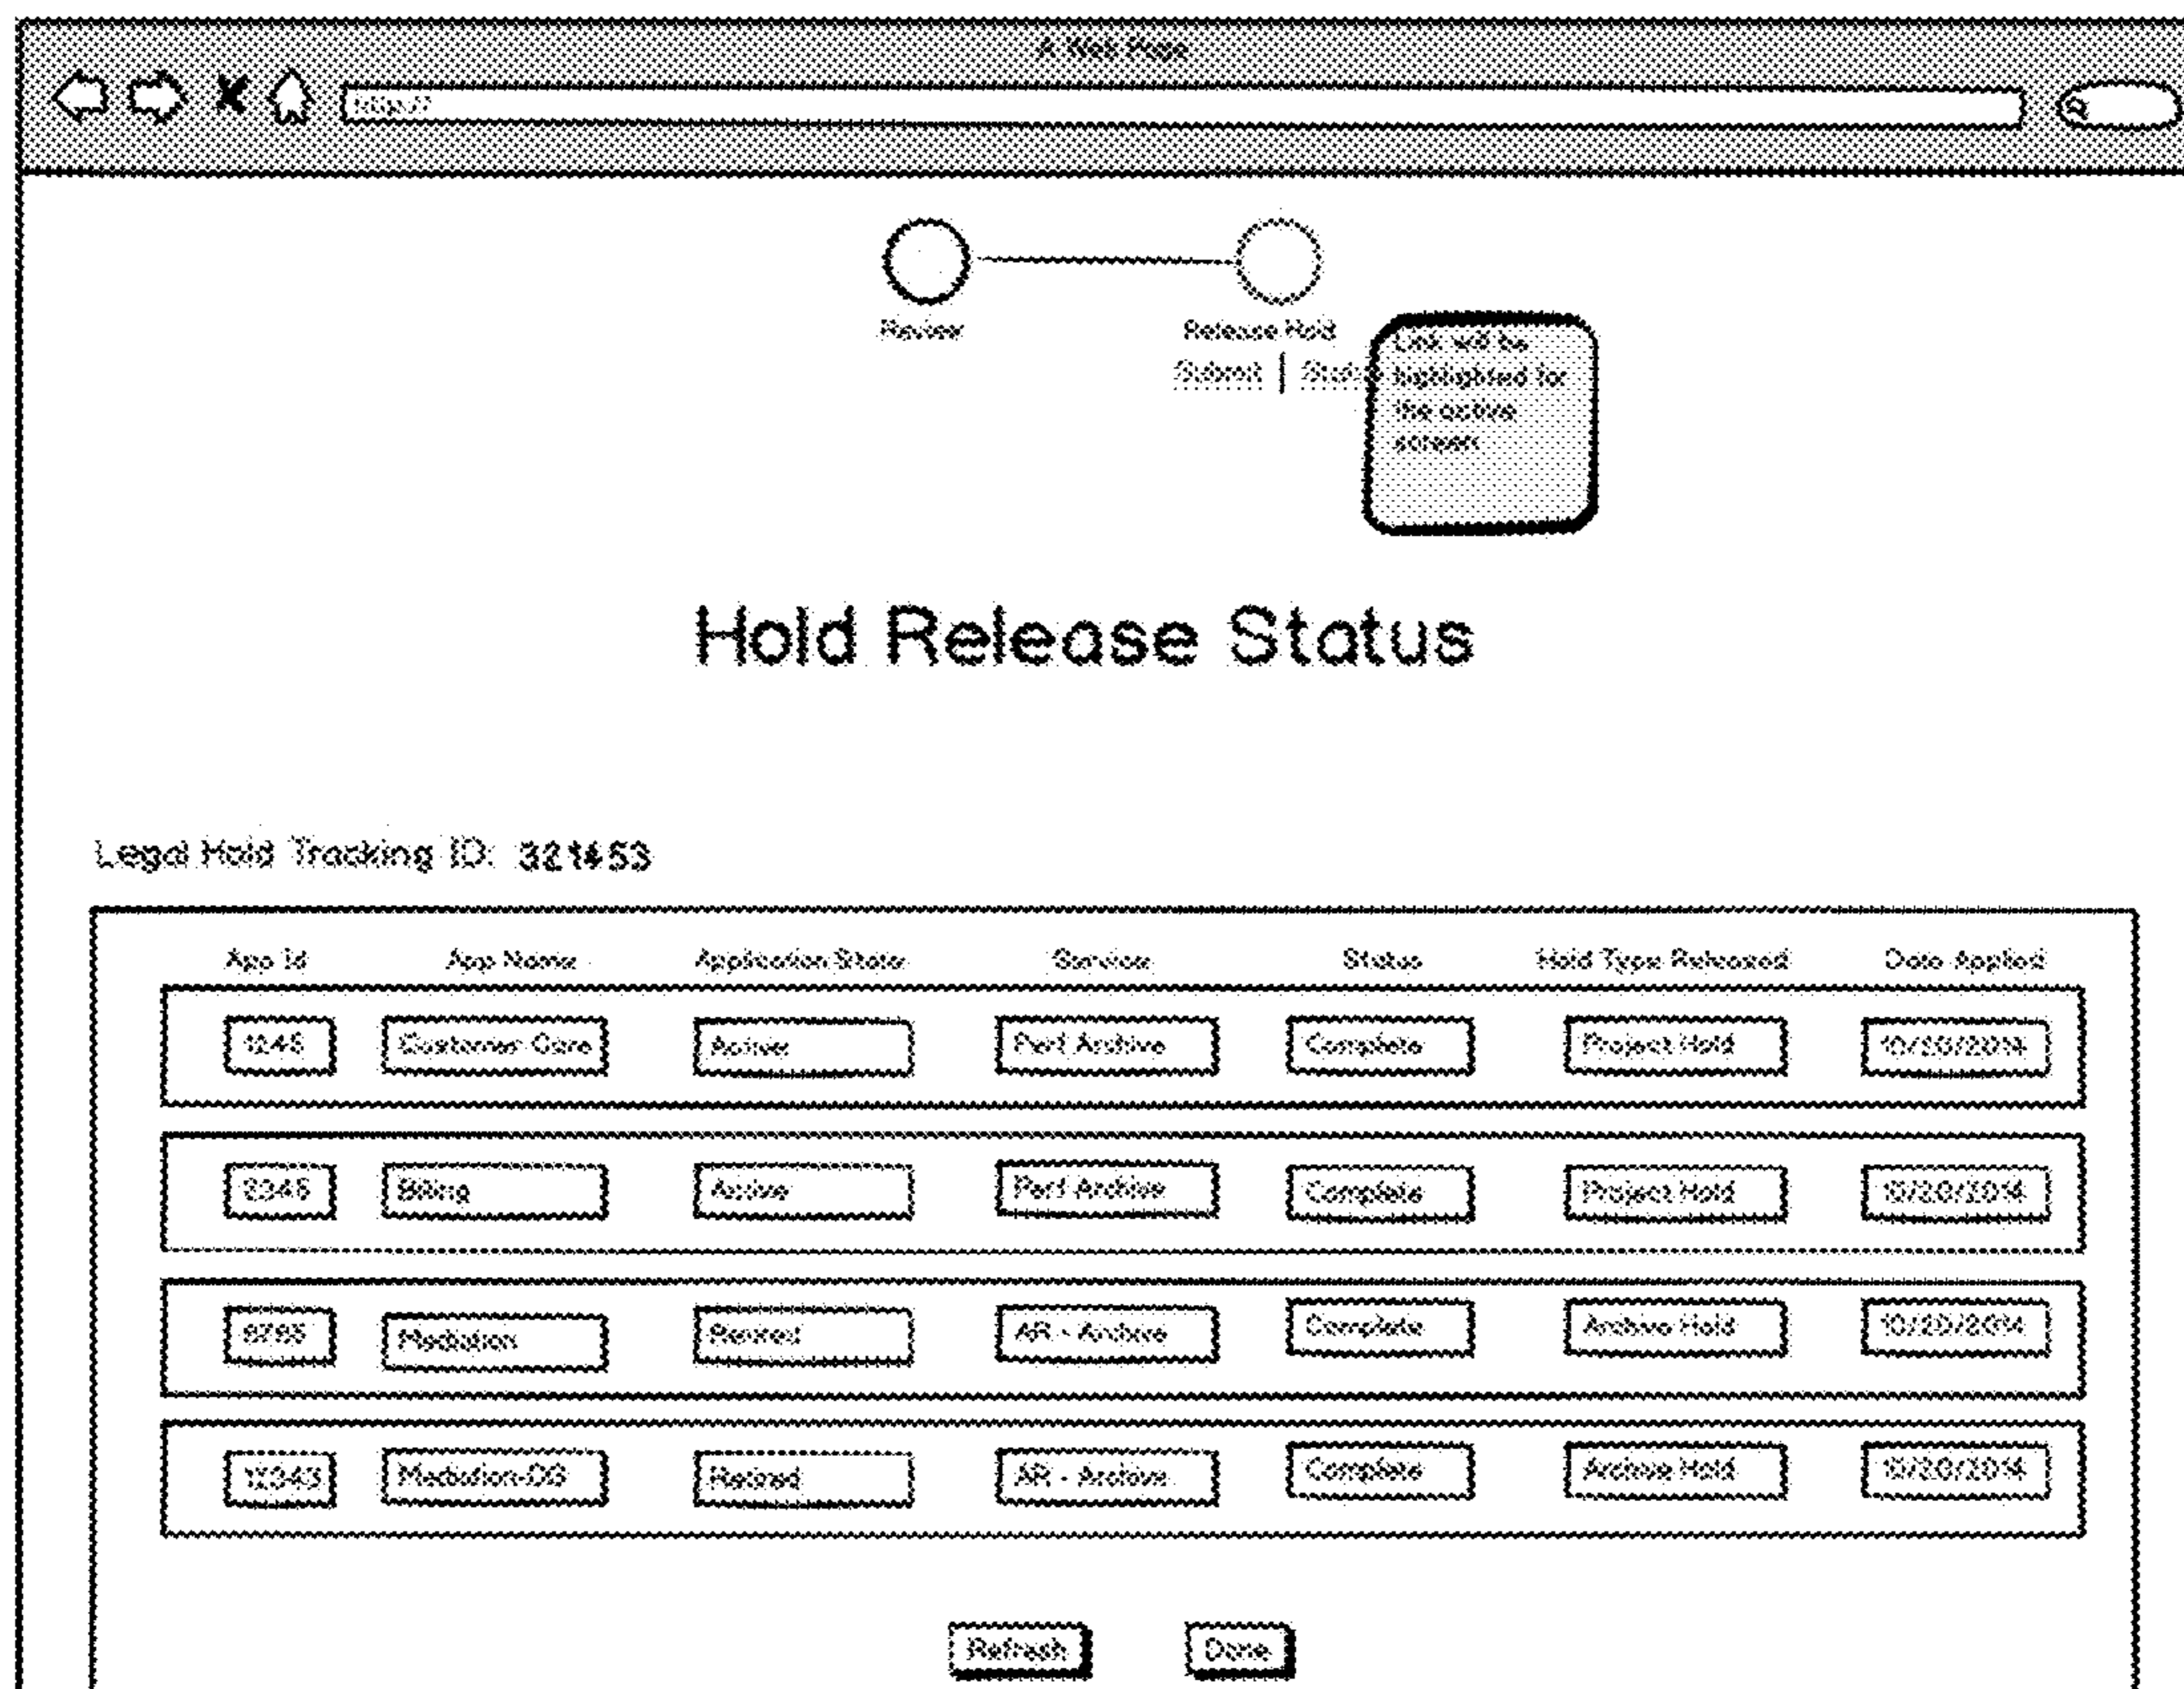 A Web Page
http://
Review
Release Hold
Submit | Status
Link will be
highlighted for
the active
screen
Hold Release Status
Legal Hold Tracking ID: 321453
App Id App Name Application State Service Status Hold Type Released Date Applied
Customer Care Active Perf Archive Complete Project Hold 10/20/2014
2345 Billing Active Perf Archive Complete Project Hold 10/20/2014
Mediation Retired AR - Archive Complete Archive Hold 10/20/2014
12343 Retired AR - Archive Complete Archive Hold 10/20/2014
Refresh Done